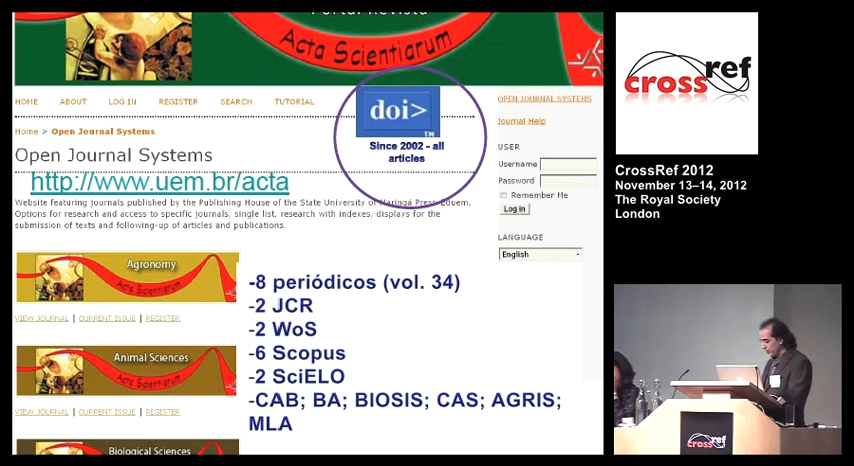 Portal Revista
Acta Scientiarum
HOME ABOUT LOG IN REGISTER SEARCH TUTORIAL
doi>
TM
Since 2002 - all
articles
Home > Open Journal Systems
Open Journal Systems
http://www.uem.br/acta
Website featuring journals published by the Publishing House of the State University of Maringá Press Eduem.
Options for research and access to specific journals, single list, research with indexes, displays for the
submission of texts and following-up of articles and publications.
Agronomy
Acta Scientiarum
VIEW JOURNAL | CURRENT ISSUE | REGISTER
Animal Sciences
Acta Scientiarum
VIEW JOURNAL | CURRENT ISSUE | REGISTER
Biological Sciences
-8 periódicos (vol. 34)
-2 JCR
-2 WoS
-6 Scopus
-2 SciELO
-CAB; BA; BIOSIS; CAS; AGRIS;
MLA
OPEN JOURNAL SYSTEMS
Journal Help
USER
Username
Password
Remember Me
Log in
LANGUAGE
English
crossref
CrossRef 2012
November 13–14, 2012
The Royal Society
London
crossref